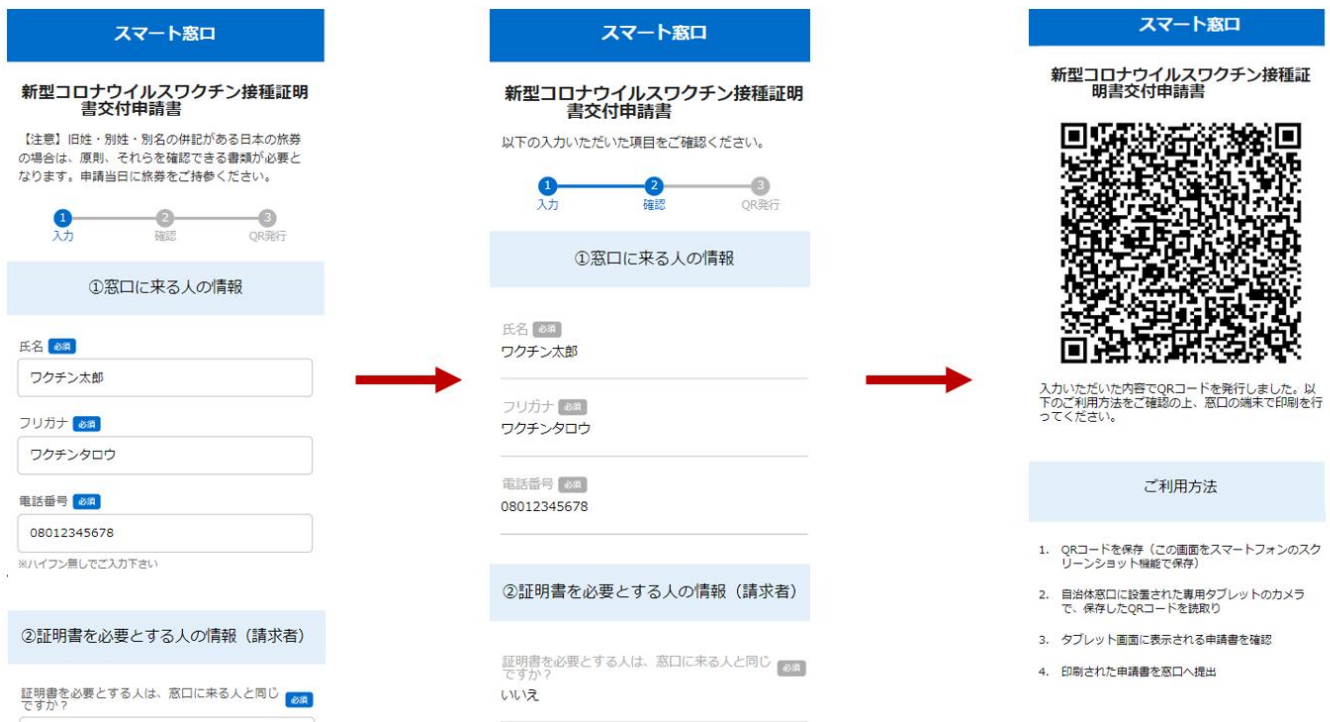 スマート窓口
新型コロナウイルスワクチン接種証明
書交付申請書
【注意】旧姓・別姓・別名の併記がある日本の旅券
の場合は、原則、それらを確認できる書類が必要と
なります。申請当日に旅券をご持参ください。
1
2
3
入力
確認
QR発行
①窓口に来る人の情報
氏名 必須
ワクチン太郎
フリガナ 必須
ワクチンタロウ
電話番号 必須
08012345678
※ハイフン無しでご入力下さい
②証明書を必要とする人の情報（請求者）
証明書を必要とする人は、窓口に来る人と同じ 必須
ですか？
スマート窓口
新型コロナウイルスワクチン接種証明
書交付申請書
以下の入力いただいた項目をご確認ください。
1
2
3
入力
確認
QR発行
①窓口に来る人の情報
氏名 必須
ワクチン太郎
フリガナ 必須
ワクチンタロウ
電話番号 必須
08012345678
②証明書を必要とする人の情報（請求者）
証明書を必要とする人は、窓口に来る人と同じ 必須
ですか？
いいえ
スマート窓口
新型コロナウイルスワクチン接種証
明書交付申請書
入力いただいた内容でQRコードを発行しました。以
下のご利用方法をご確認の上、窓口の端末で印刷を行
ってください。
ご利用方法
1. QRコードを保存（この画面をスマートフォンのスク
リーンショット機能で保存）
2. 自治体窓口に設置された専用タブレットのカメラ
で、保存したQRコードを読取り
3. タブレット画面に表示される申請書を確認
4. 印刷された申請書を窓口へ提出